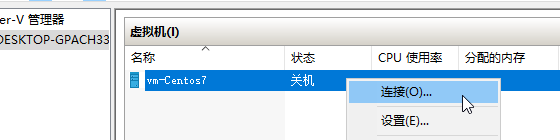 er-V 管理器
DESKTOP-GPACH33
虚拟机(I)
名称 状态 CPU 使用率 分配的内存
vm-Centos7 关机
连接(O)...
设置(E)...